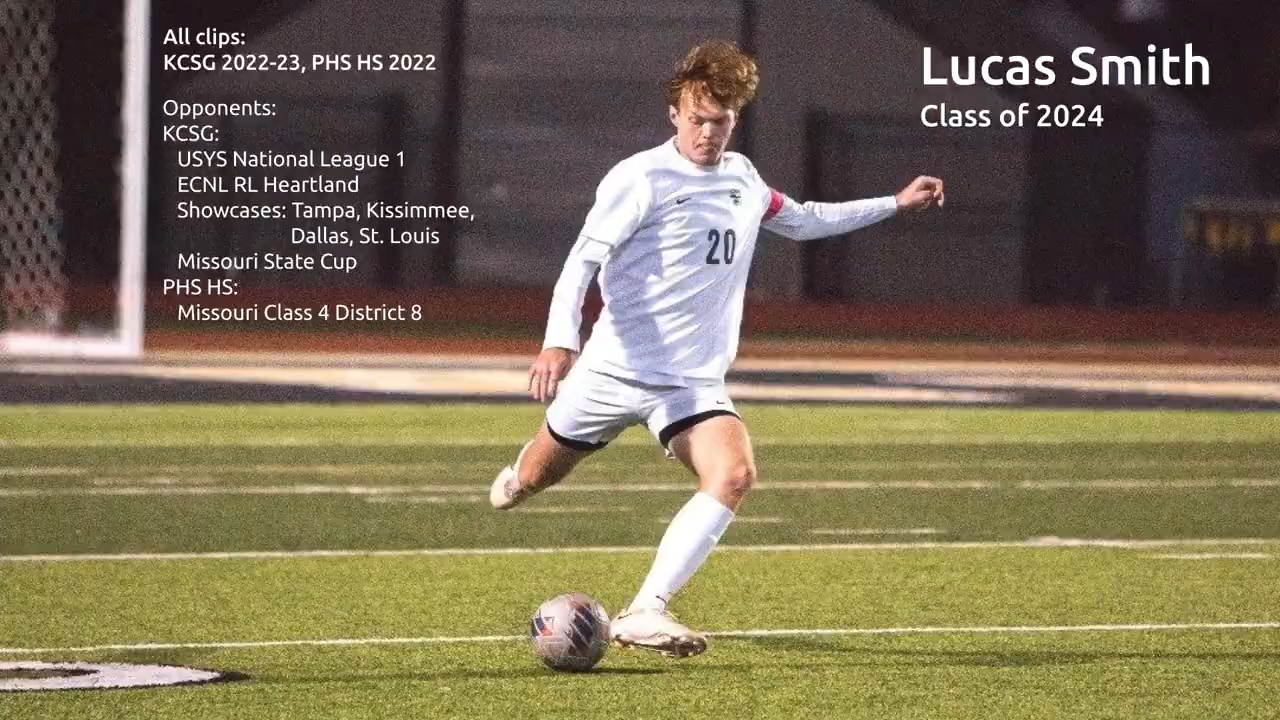 All clips:
KCSG 2022-23, PHS HS 2022
Opponents:
KCSG:
USYS National League 1
ECNL RL Heartland
Showcases: Tampa, Kissimmee,
Dallas, St. Louis
Missouri State Cup
PHS HS:
Missouri Class 4 District 8
Lucas Smith
Class of 2024
20